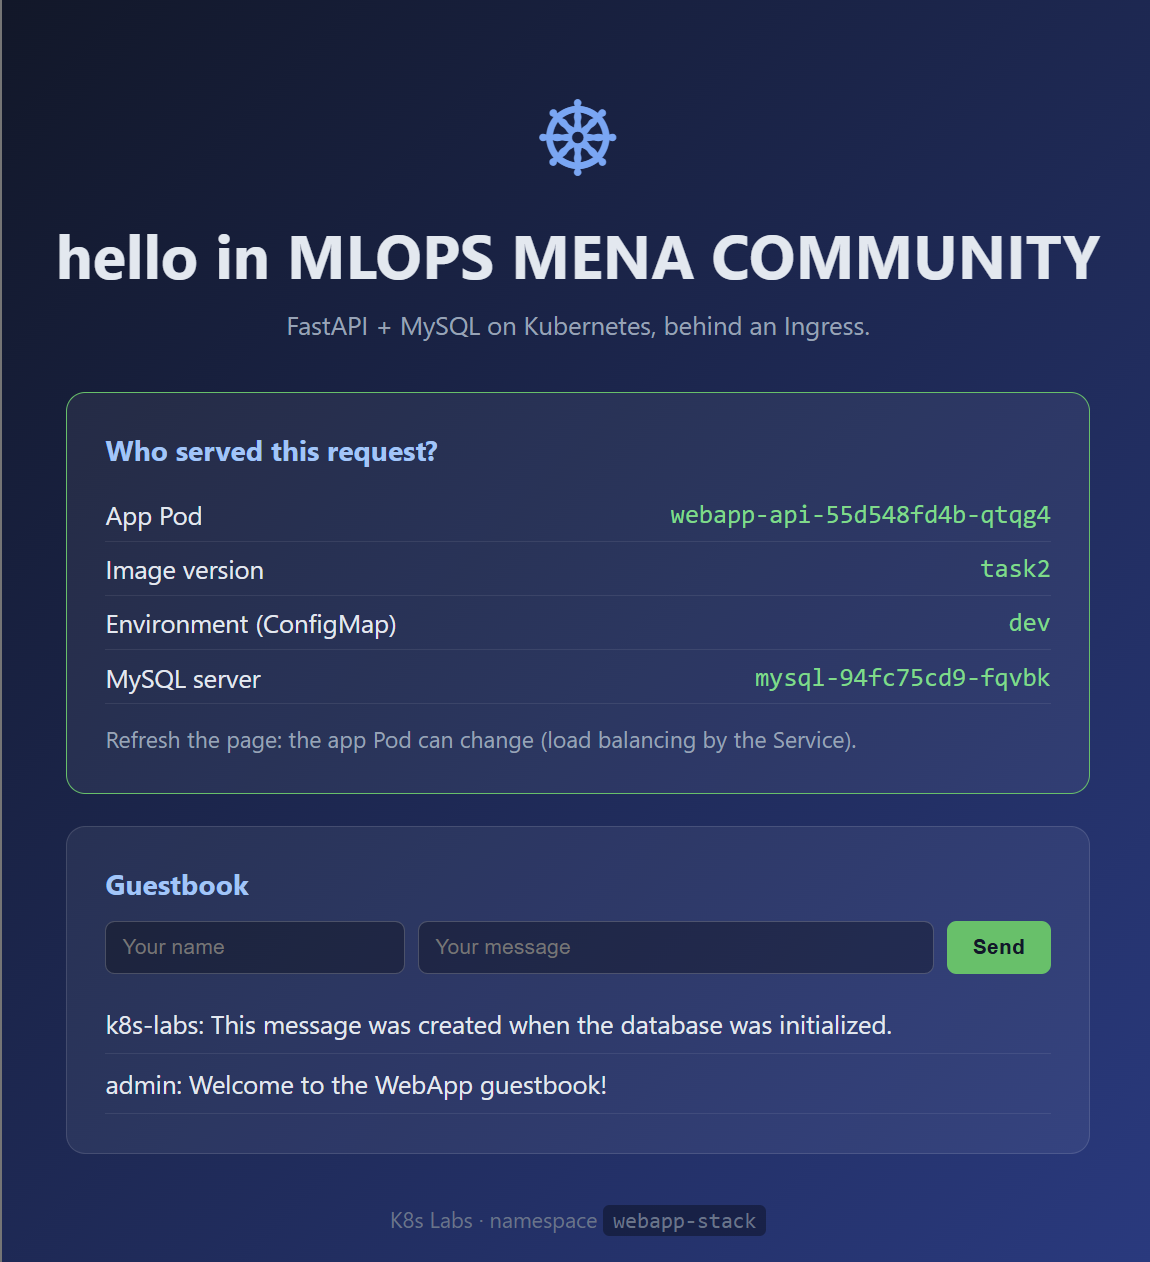 hello in MLOPS MENA COMMUNITY
FastAPI + MySQL on Kubernetes, behind an Ingress.
Who served this request?
App Pod webapp-api-55d548fd4b-qtqg4
Image version task2
Environment (ConfigMap) dev
MySQL server mysql-94fc75cd9-fqvbk
Refresh the page: the app Pod can change (load balancing by the Service).
Guestbook
Your name Your message Send
k8s-labs: This message was created when the database was initialized.
admin: Welcome to the WebApp guestbook!
K8s Labs · namespace webapp-stack